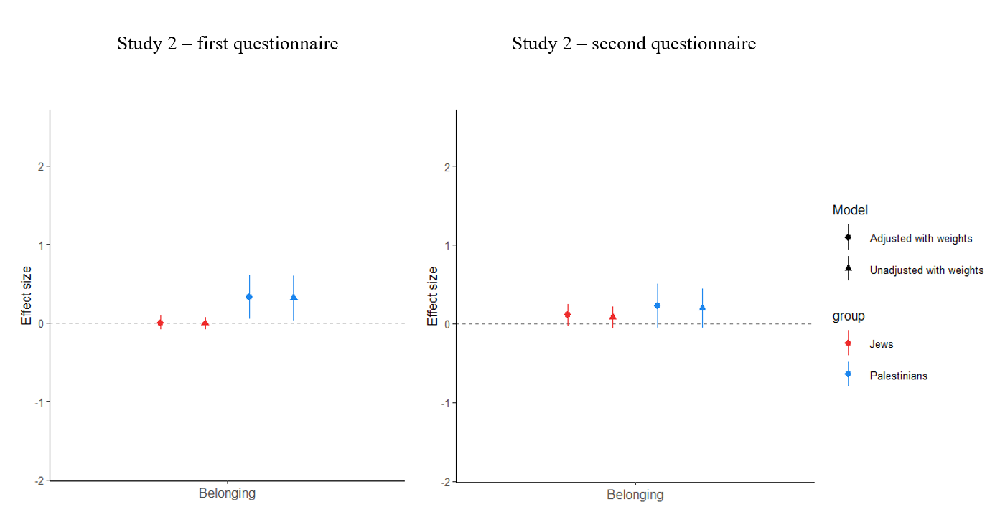 Study 2 – first questionnaire
Study 2 – second questionnaire
Effect size
2
1
0
-1
-2
Belonging
Effect size
2
1
0
-1
-2
Belonging
Model
Adjusted with weights
Unadjusted with weights
group
Jews
Palestinians